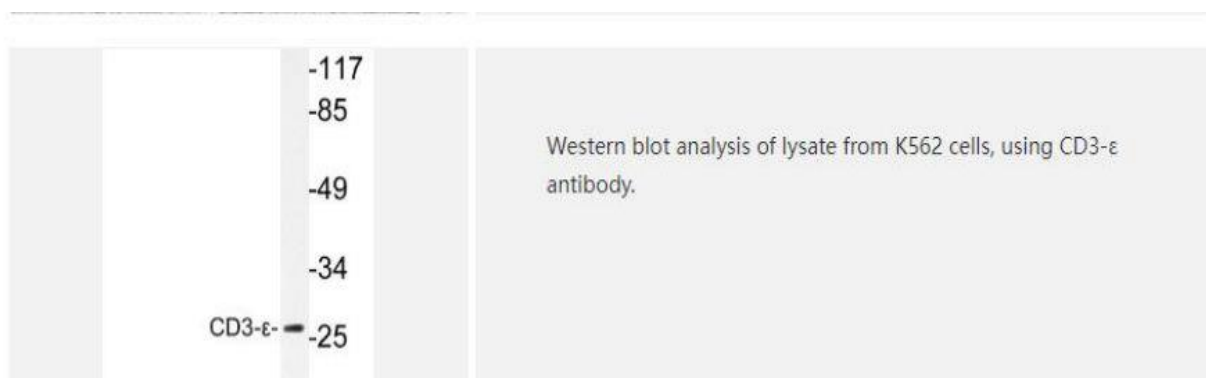 -117
-85
-49
-34
CD3-ε-
-25
Western blot analysis of lysate from K562 cells, using CD3-ε
antibody.